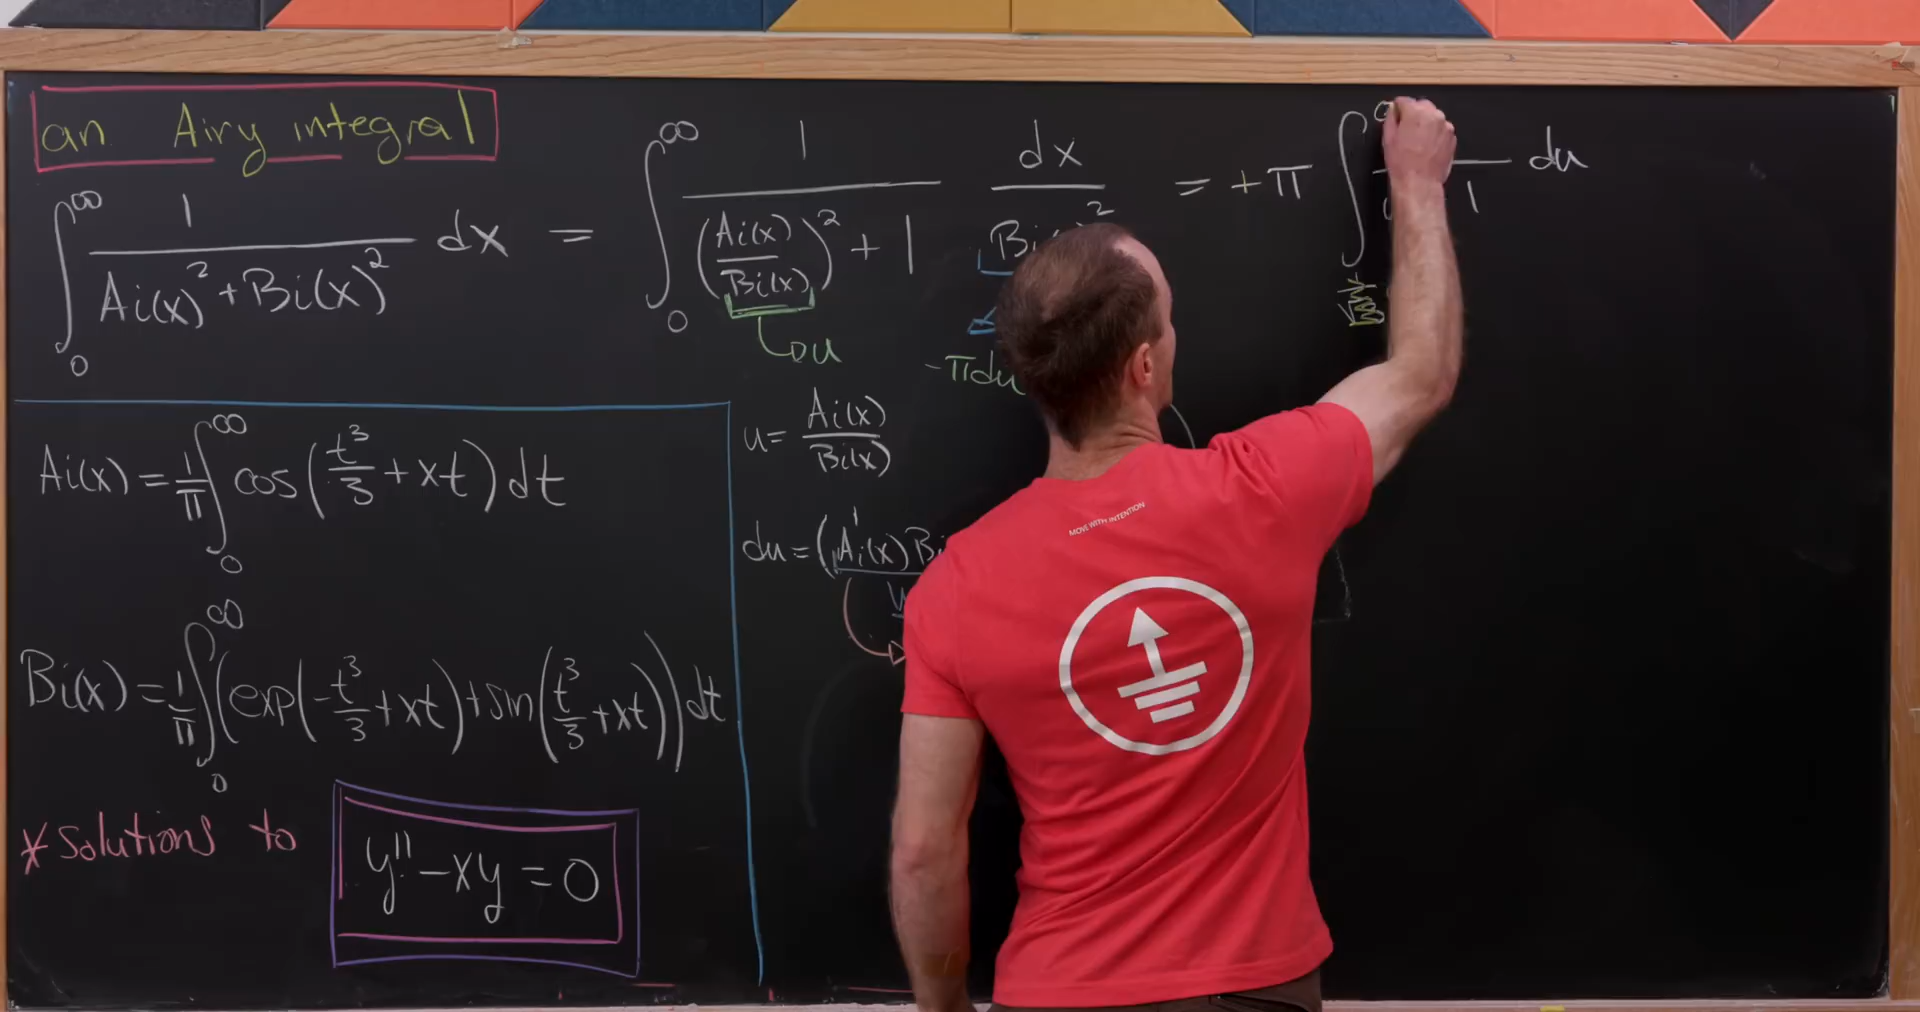 an Airy integral
∫₀^∞ 1/(Ai(x)² + Bi(x)²) dx = ∫₀^∞ 1/((Ai(x)/Bi(x))² + 1) dx/Bi(x)² = +π ∫ 1 du
u
-πdu
u = Ai(x)/Bi(x)
du = (Ai'(x)Bi
Ai(x) = 1/π ∫₀^∞ cos(t³/3 + xt) dt
Bi(x) = 1/π ∫₀^∞ (exp(-t³/3 + xt) + sin(t³/3 + xt)) dt
*Solutions to
y'' - xy = 0
MOVE WITH INTENTION